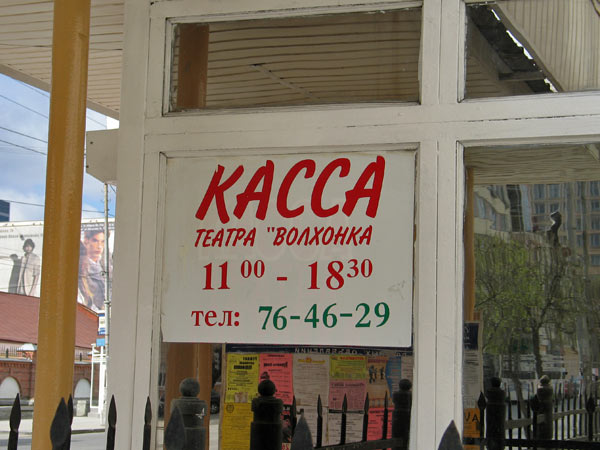 КАССА
ТЕАТРА "ВОЛХОНКА
11 00 - 18 30
тел: 76-46-29